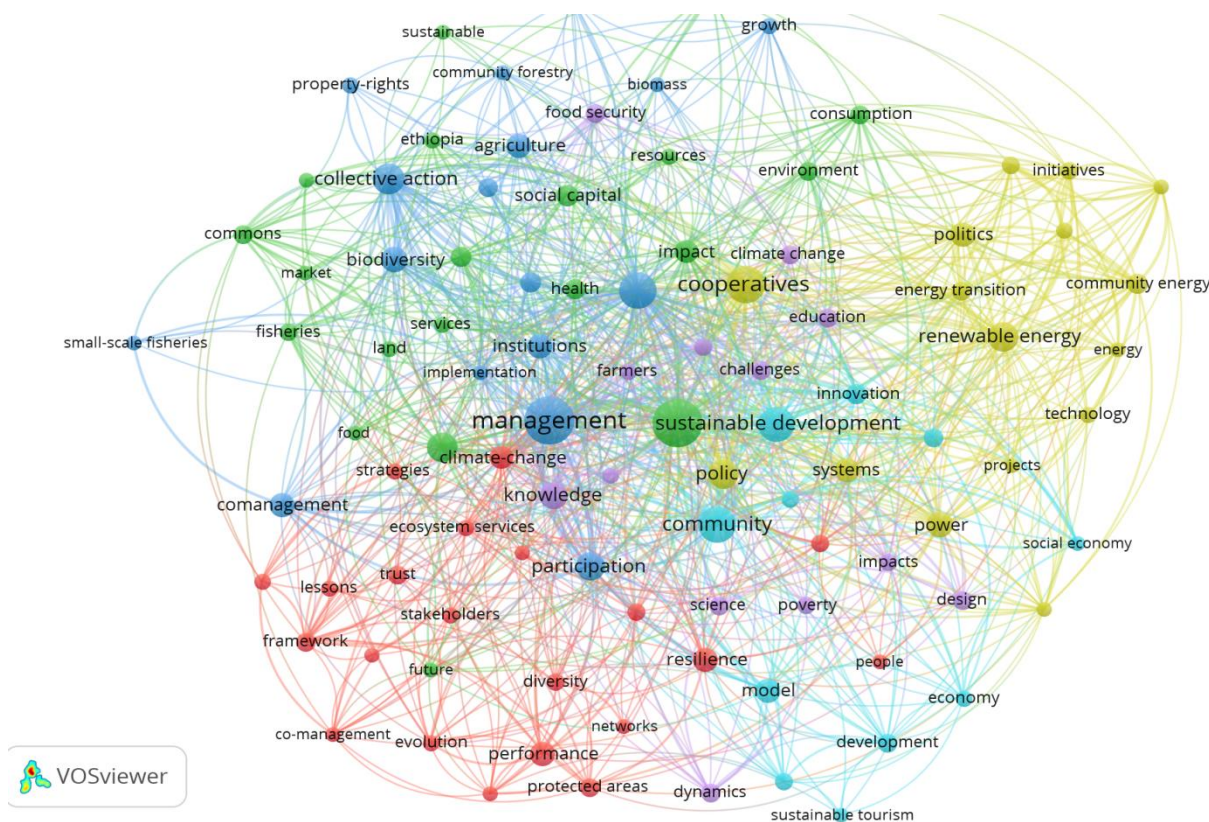 growth
sustainable
community forestry
property-rights
biomass
food security
consumption
ethiopia
agriculture
resources
environment
initiatives
collective action
social capital
commons
politics
impact
climate change
biodiversity
market
cooperatives
community energy
health
energy transition
education
services
fisheries
renewable energy
small-scale fisheries
institutions
land
energy
implementation
farmers
challenges
innovation
management
sustainable development
technology
food
climate-change
strategies
policy
systems
projects
knowledge
comanagement
ecosystem services
community
power
social economy
participation
impacts
trust
lessons
design
science
poverty
stakeholders
framework
resilience
people
future
diversity
model
economy
networks
co-management
evolution
development
performance
VOSviewer
protected areas
dynamics
sustainable tourism